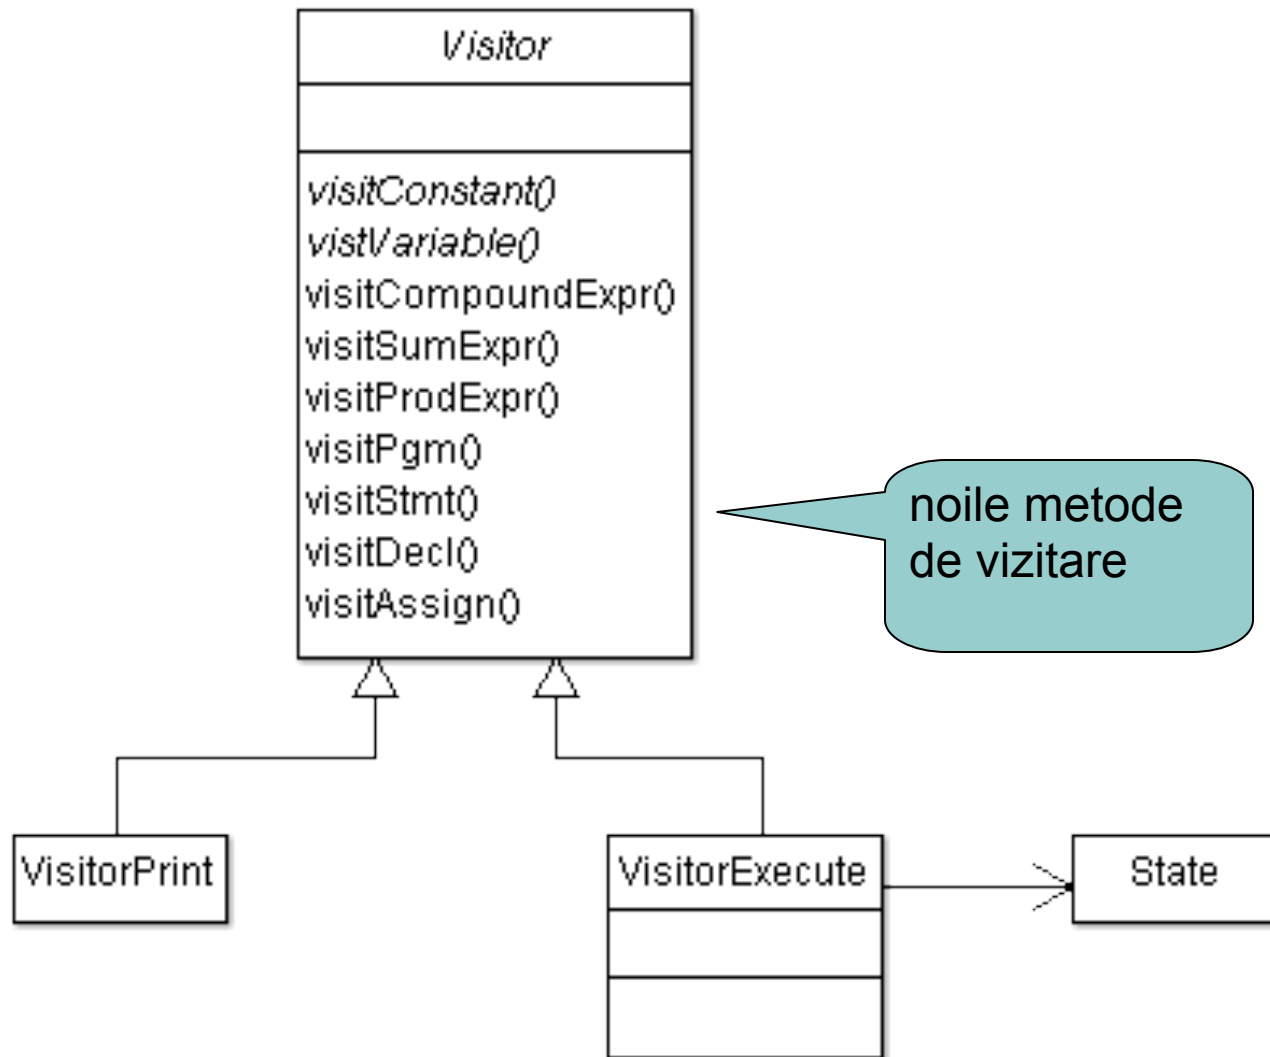 Visitor
visitConstant()
vistVariable()
visitCompoundExpr()
visitSumExpr()
visitProdExpr()
visitPgm()
visitStmt()
visitDecl()
visitAssign()
noile metode
de vizitare
VisitorPrint
VisitorExecute
State